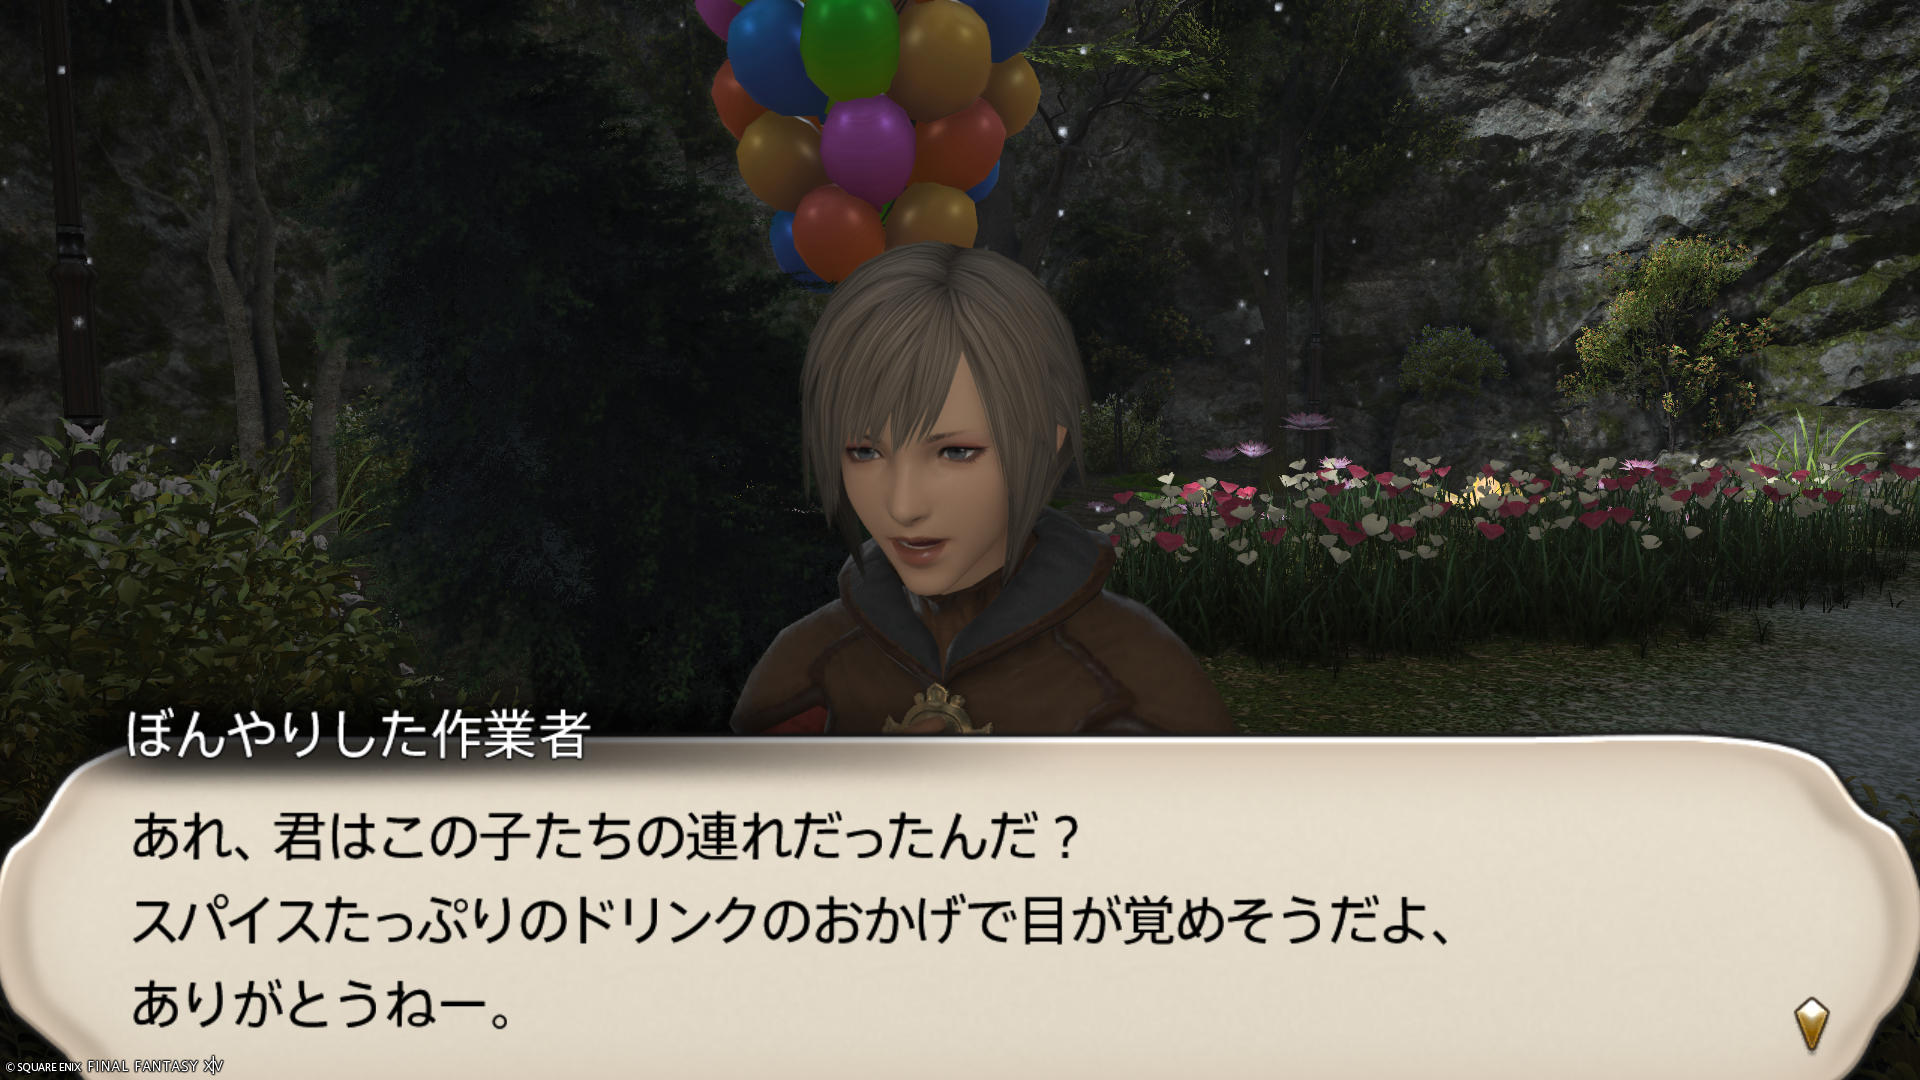 ぼんやりした作業者
あれ、君はこの子たちの連れだったんだ？
スパイスたっぷりのドリンクのおかげで目が覚めそうだよ、
ありがとうねー。
© SQUARE ENIX FINAL FANTASY XIV